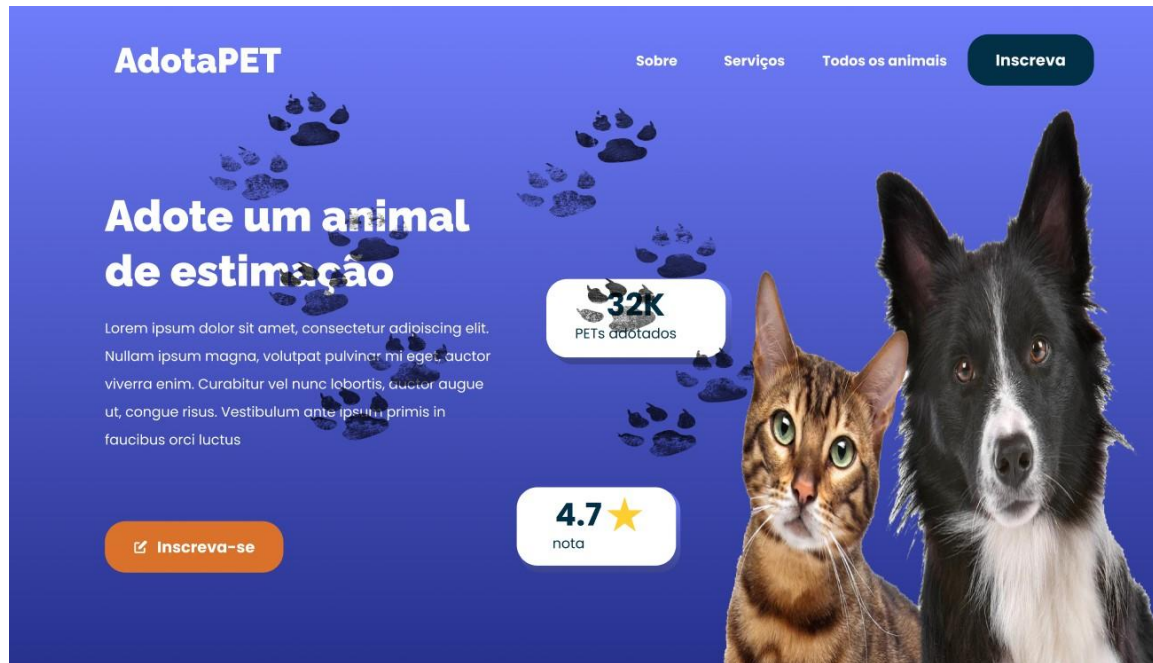 AdotaPET
Sobre
Serviços
Todos os animais
Inscreva
Adote um animal
de estimação
Lorem ipsum dolor sit amet, consectetur adipiscing elit.
Nullam ipsum magna, volutpat pulvinar mi eget, auctor
viverra enim. Curabitur vel nunc lobortis, auctor augue
ut, congue risus. Vestibulum ante ipsum primis in
faucibus orci luctus
Inscreva-se
32K
PETs adotados
4.7
nota